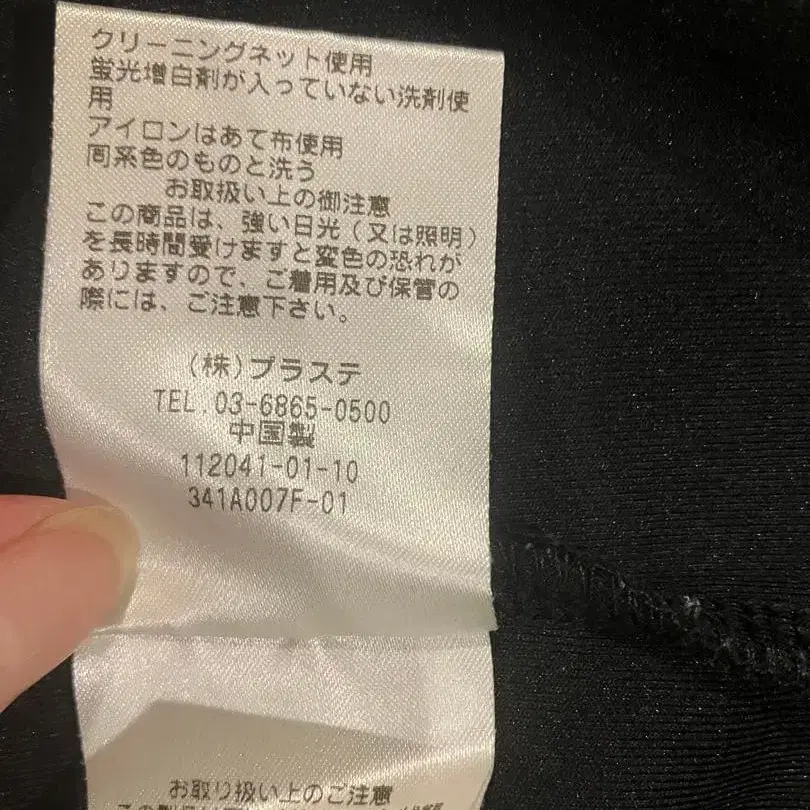 クリーニングネット使用
蛍光増白剤が入っていない洗剤使
用
アイロンはあて布使用
同系色のものと洗う
お取扱い上の御注意
この商品は、強い日光(又は照明)
を長時間受けますと変色の恐れが
ありますので、ご着用及び保管の
際には、ご注意下さい。
(株)プラステ
TEL.03-6865-0500
中国製
112041-01-10
341A007F-01
お取り扱い上のご注意